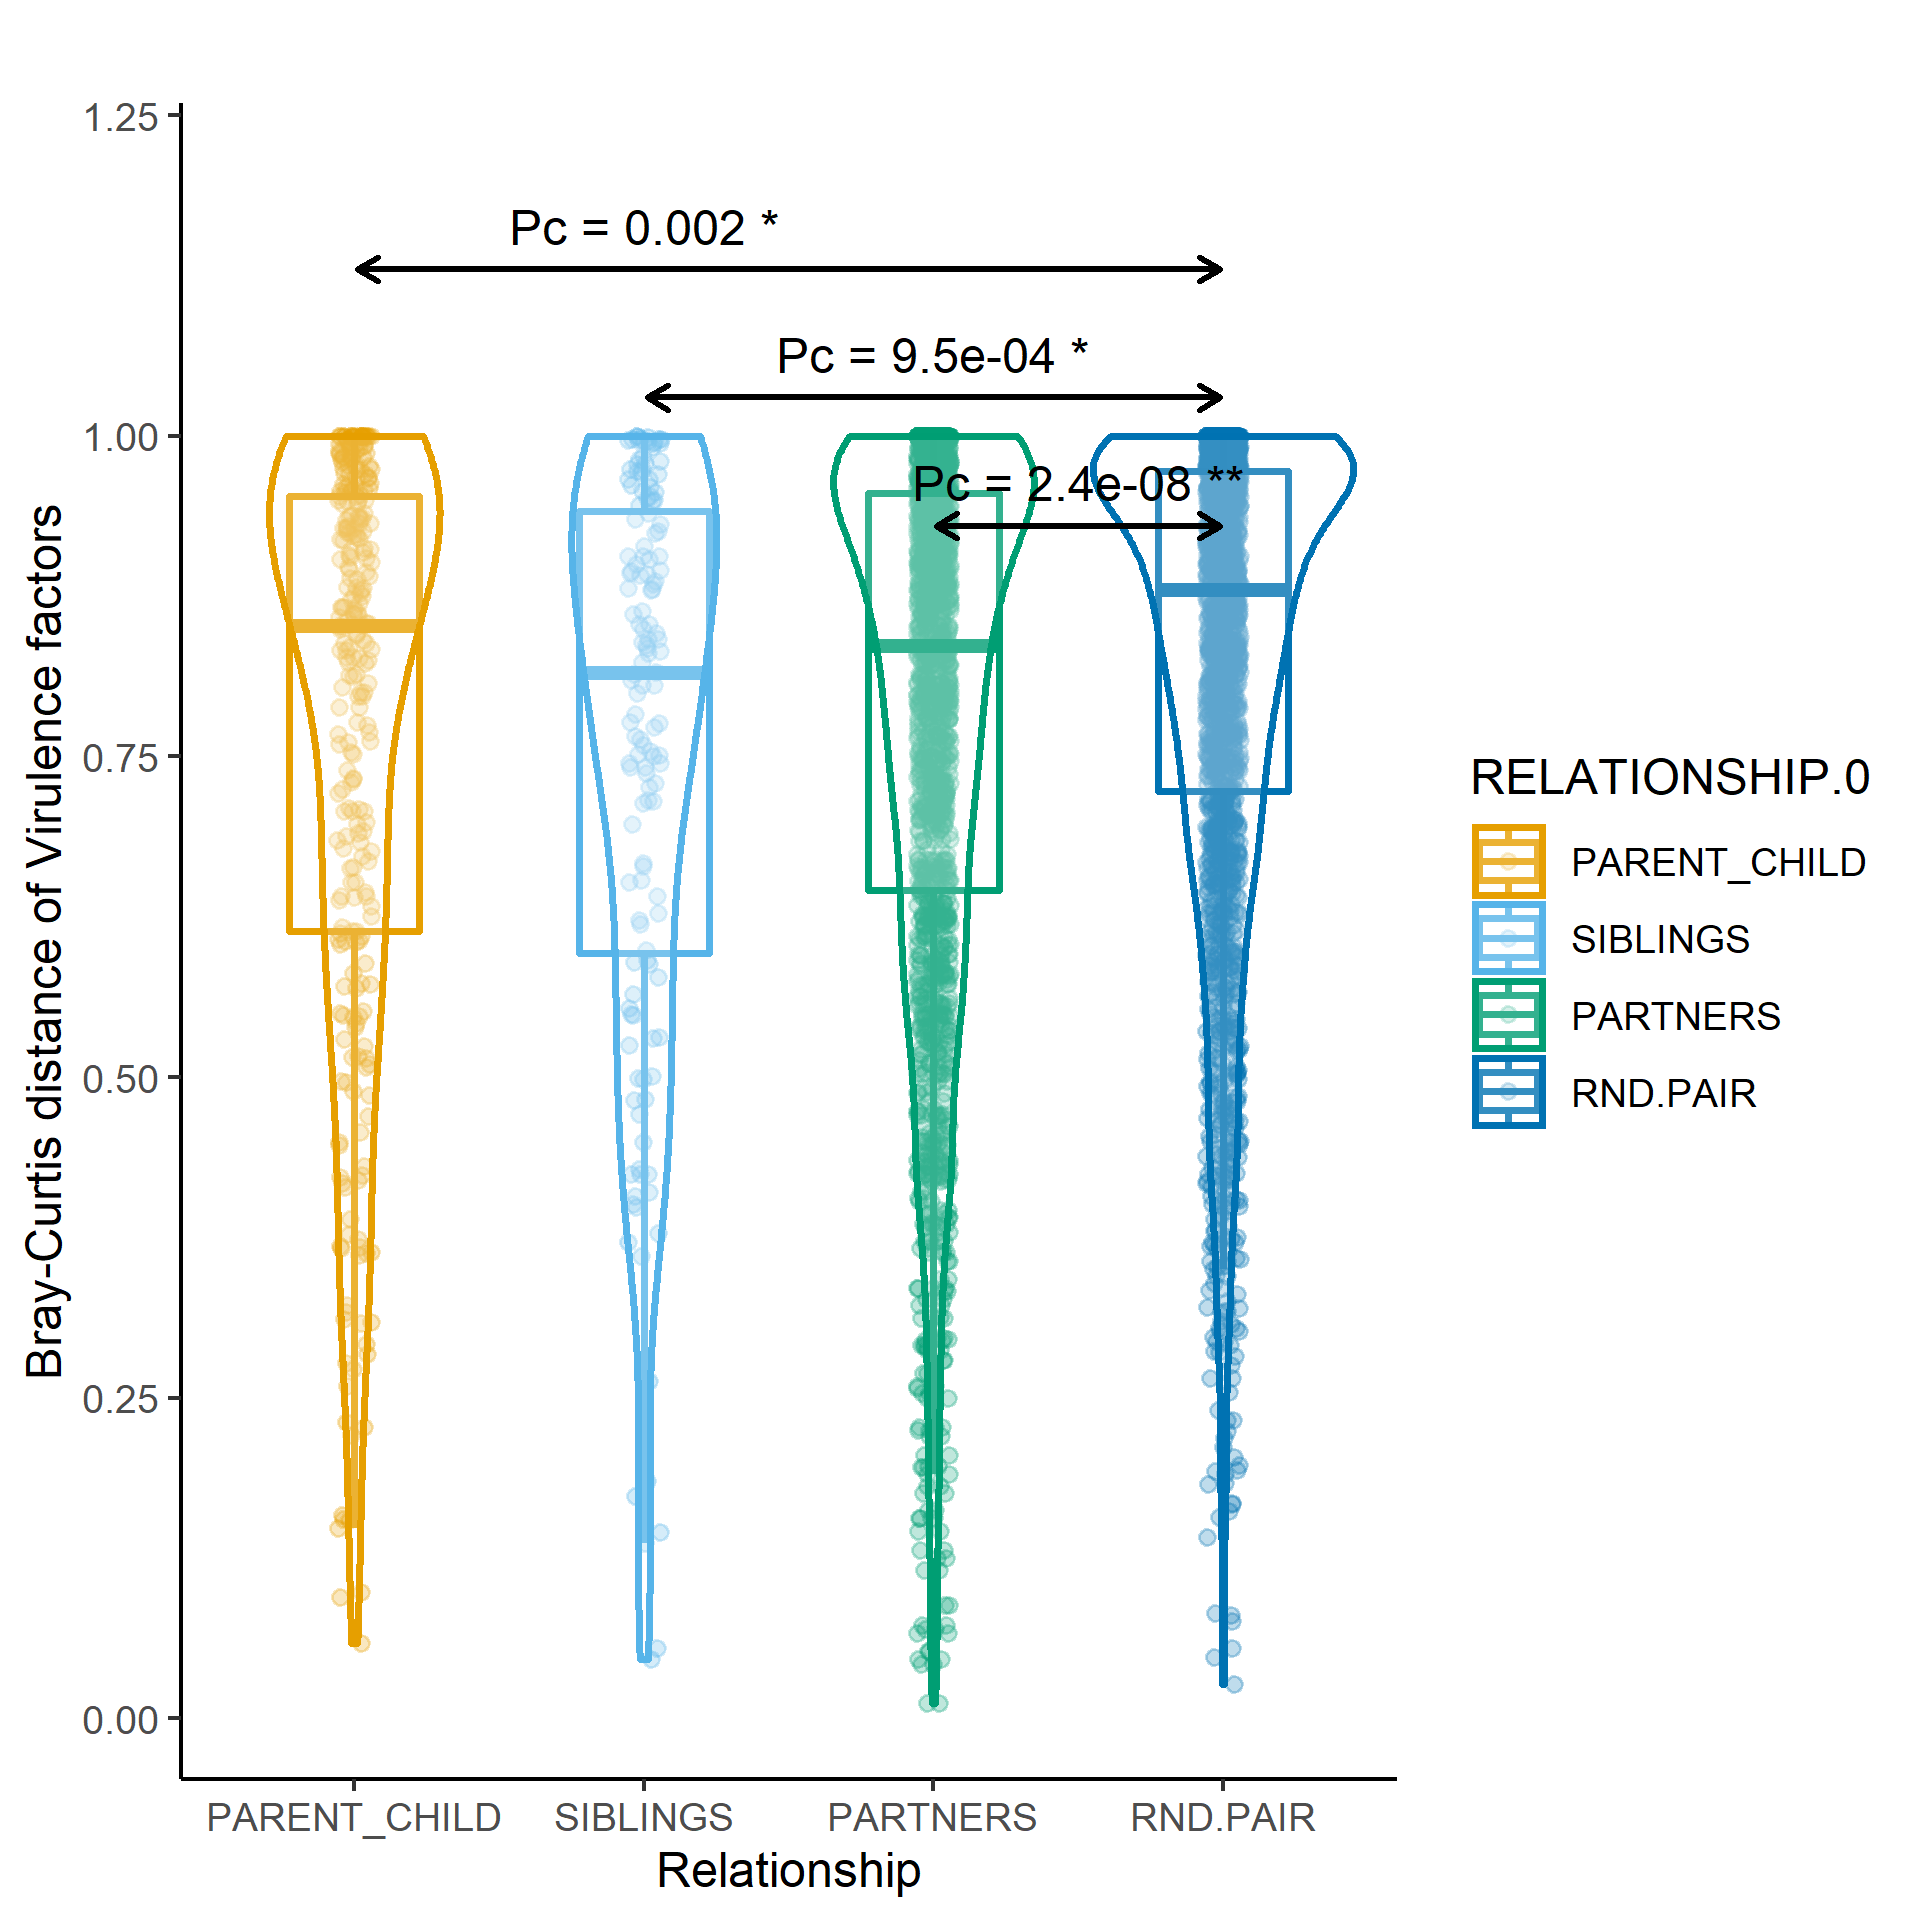 1.25
1.00
0.75
0.50
0.25
0.00
Bray-Curtis distance of Virulence factors
Pc = 0.002 *
Pc = 9.5e-04 *
Pc = 2.4e-08 **
PARENT_CHILD
SIBLINGS
PARTNERS
RND.PAIR
Relationship
RELATIONSHIP.0
PARENT_CHILD
SIBLINGS
PARTNERS
RND.PAIR